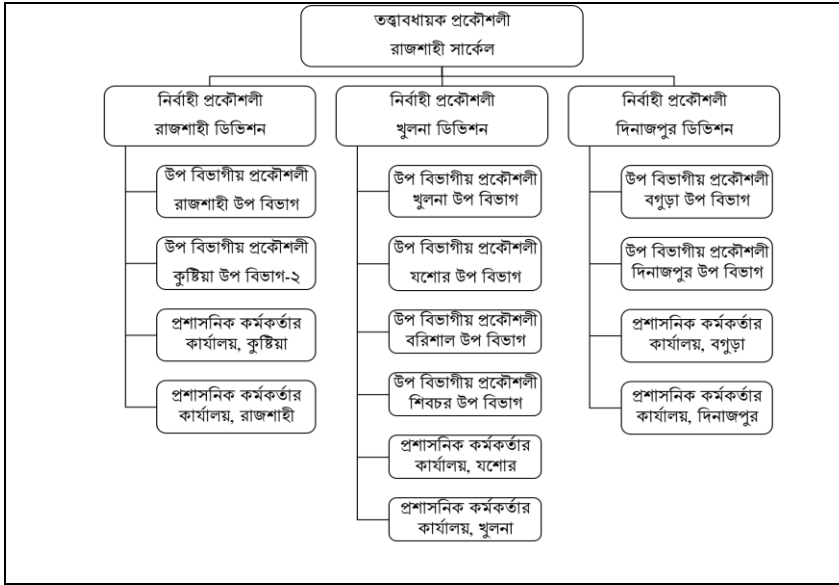 তত্ত্বাবধায়ক প্রকৌশলী
রাজশাহী সার্কেল
নির্বাহী প্রকৌশলী
রাজশাহী ডিভিশন
উপ বিভাগীয় প্রকৌশলী
রাজশাহী উপ বিভাগ
উপ বিভাগীয় প্রকৌশলী
কুষ্টিয়া উপ বিভাগ-২
প্রশাসনিক কর্মকর্তার
কার্যালয়, কুষ্টিয়া
প্রশাসনিক কর্মকর্তার
কার্যালয়, রাজশাহী
নির্বাহী প্রকৌশলী
খুলনা ডিভিশন
উপ বিভাগীয় প্রকৌশলী
খুলনা উপ বিভাগ
উপ বিভাগীয় প্রকৌশলী
যশোর উপ বিভাগ
উপ বিভাগীয় প্রকৌশলী
বরিশাল উপ বিভাগ
উপ বিভাগীয় প্রকৌশলী
শিবচর উপ বিভাগ
প্রশাসনিক কর্মকর্তার
কার্যালয়, যশোর
প্রশাসনিক কর্মকর্তার
কার্যালয়, খুলনা
নির্বাহী প্রকৌশলী
দিনাজপুর ডিভিশন
উপ বিভাগীয় প্রকৌশলী
বগুড়া উপ বিভাগ
উপ বিভাগীয় প্রকৌশলী
দিনাজপুর উপ বিভাগ
প্রশাসনিক কর্মকর্তার
কার্যালয়, বগুড়া
প্রশাসনিক কর্মকর্তার
কার্যালয়, দিনাজপুর